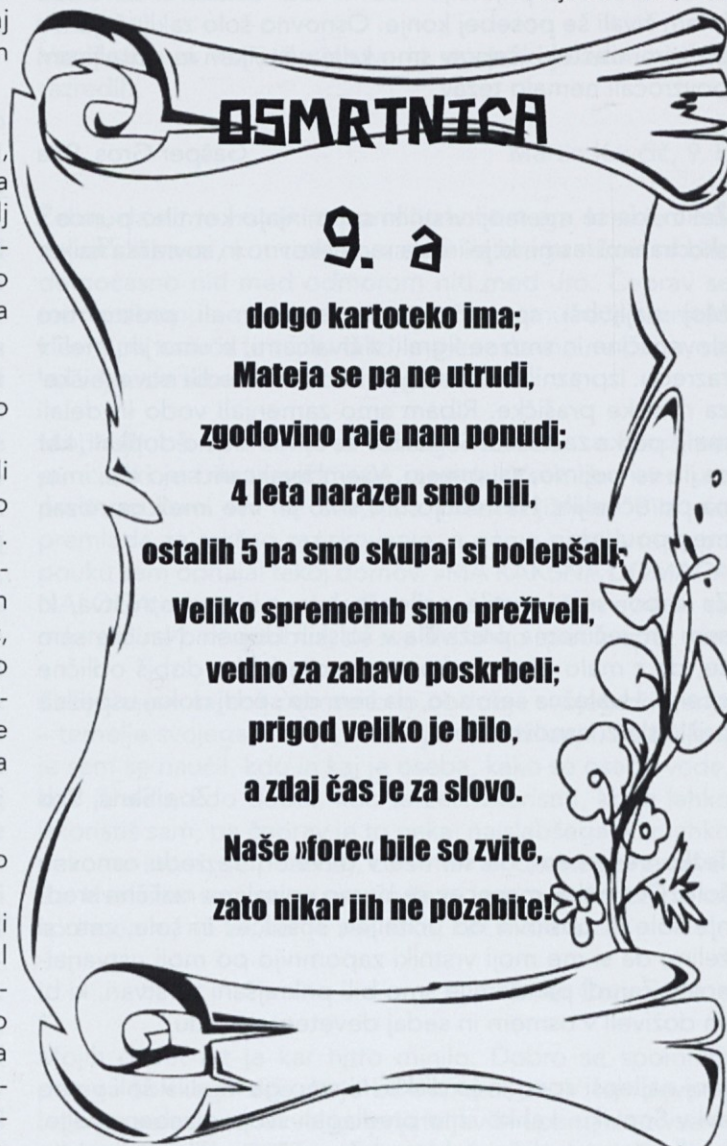 OSMRTNICA
9. a
dolgo kartoteko ima;
Mateja se pa ne utrudi,
zgodovino raje nam ponudi.
4 leta narazen smo bili,
ostalih 5 pa smo skupaj si polepšali.
Veliko sprememb smo preživeli,
vedno za zabavo poskrbeli;
prigod veliko je bilo,
a zdaj čas je za slovo.
Naše »fore« bile so zvite,
zato nikar jih ne pozabite!